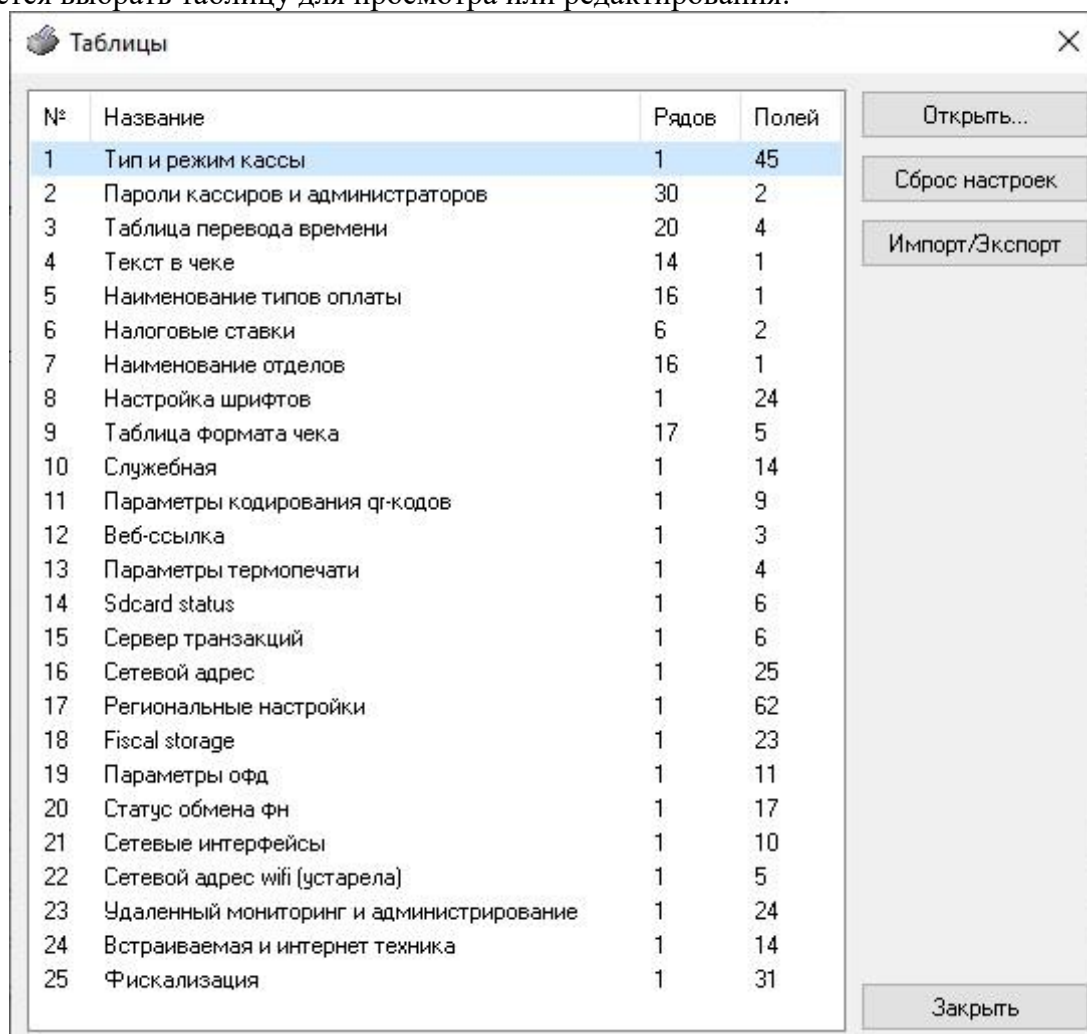 ется выбрать таблицу для просмотра или редактирования.
Таблицы
№ Название Рядов Полей Открыть...
1 Тип и режим кассы 1 45
2 Пароли кассиров и администраторов 30 2 Сброс настроек
3 Таблица перевода времени 20 4 Импорт/Экспорт
4 Текст в чеке 14 1
5 Наименование типов оплаты 16 1
6 Налоговые ставки 6 2
7 Наименование отделов 16 1
8 Настройка шрифтов 1 24
9 Таблица формата чека 17 5
10 Служебная 1 14
11 Параметры кодирования qr-кодов 1 9
12 Веб-ссылка 1 3
13 Параметры термопечати 1 4
14 Sdcard status 1 6
15 Сервер транзакций 1 6
16 Сетевой адрес 1 25
17 Региональные настройки 1 62
18 Fiscal storage 1 23
19 Параметры офд 1 11
20 Статус обмена фн 1 17
21 Сетевые интерфейсы 1 10
22 Сетевой адрес wifi (устарела) 1 5
23 Удаленный мониторинг и администрирование 1 24
24 Встраиваемая и интернет техника 1 14
25 Фискализация 1 31
Закрыть